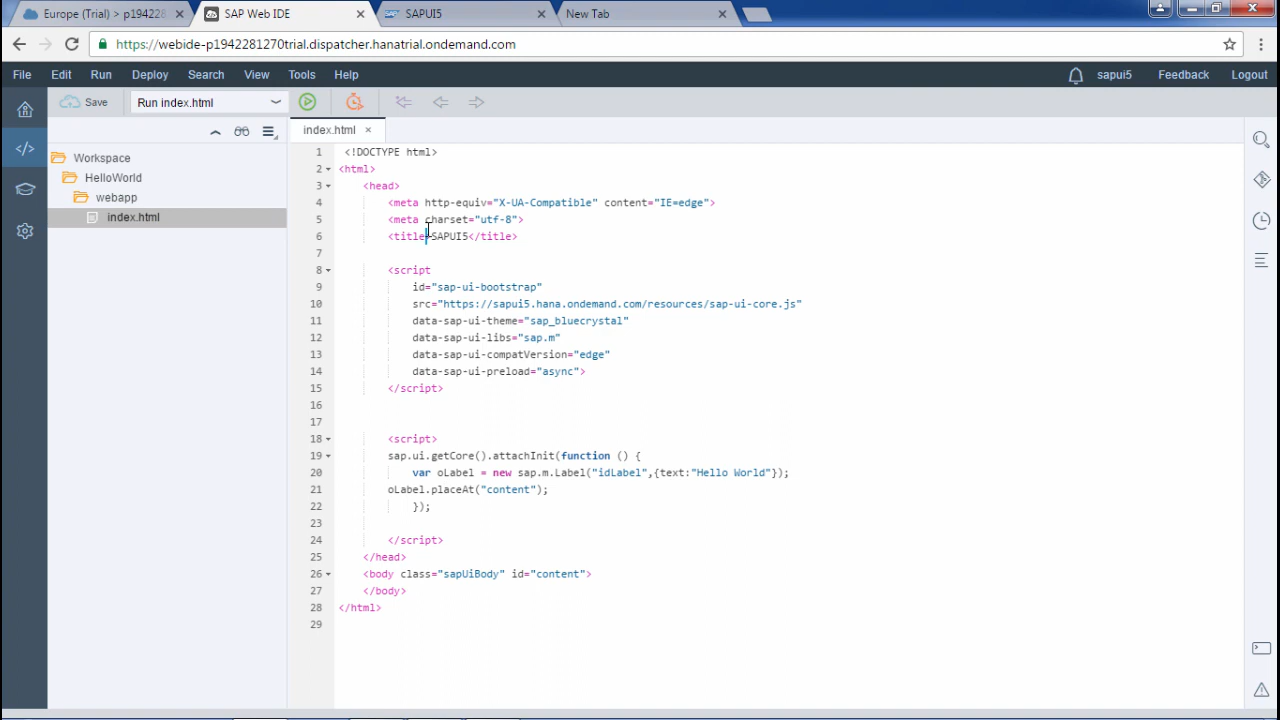 Europe (Trial) > p194228
SAP Web IDE
SAPUI5
New Tab
https://webide-p1942281270trial.dispatcher.hanatrial.ondemand.com
File Edit Run Deploy Search View Tools Help sapui5 Feedback Logout
Save Run index.html
index.html
Workspace
HelloWorld
webapp
index.html
1 <!DOCTYPE html>
2 <html>
3 <head>
4 <meta http-equiv="X-UA-Compatible" content="IE=edge">
5 <meta charset="utf-8">
6 <title>SAPUI5</title>
7
8 <script
9 id="sap-ui-bootstrap"
10 src="https://sapui5.hana.ondemand.com/resources/sap-ui-core.js"
11 data-sap-ui-theme="sap_bluecrystal"
12 data-sap-ui-libs="sap.m"
13 data-sap-ui-compatVersion="edge"
14 data-sap-ui-preload="async">
15 </script>
16
17
18 <script>
19 sap.ui.getCore().attachInit(function () {
20 var oLabel = new sap.m.Label("idLabel",{text:"Hello World"});
21 oLabel.placeAt("content");
22 });
23
24 </script>
25 </head>
26 <body class="sapUiBody" id="content">
27 </body>
28 </html>
29